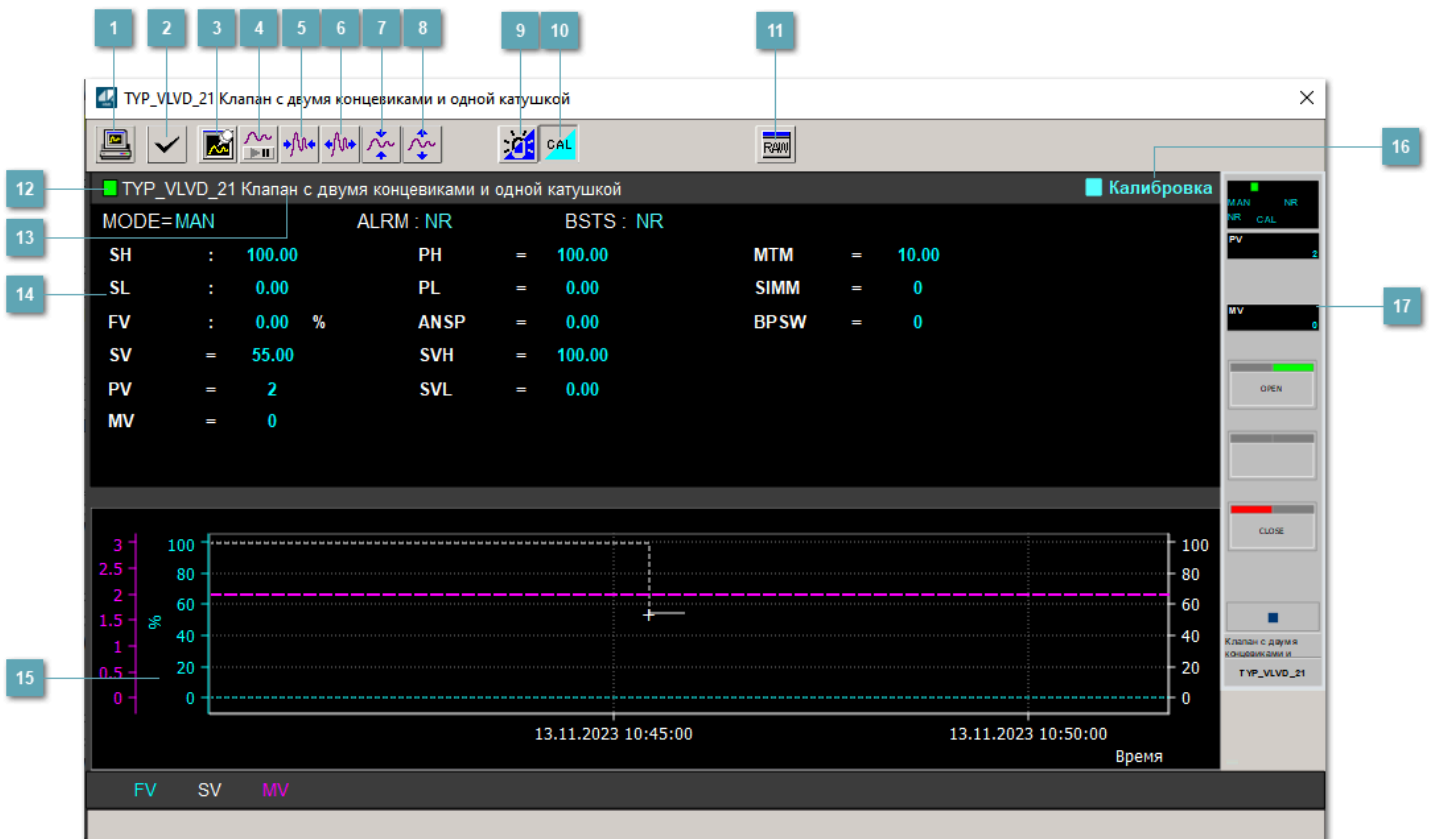 1 2 3 4 5 6 7 8 9 10 11
TYP_VLVD_21 Клапан с двумя концевиками и одной катушкой
CAL
RAW
16
12
TYP_VLVD_21 Клапан с двумя концевиками и одной катушкой
Калибровка
13
MODE=MAN ALRM : NR BSTS : NR
SH : 100.00 PH = 100.00 MTM = 10.00
14
SL : 0.00 PL = 0.00 SIMM = 0
FV : 0.00 % ANSP = 0.00 BPSW = 0
SV = 55.00 SVH = 100.00
PV = 2 SVL = 0.00
MV = 0
MAN NR
NR CAL
PV
2
17
MV
0
OPEN
CLOSE
Клапан с двумя
концевиками и
TYP_VLVD_21
15
3 100 100
2.5 80 80
2 60 60
1.5 % 40 40
1
0.5 20 20
0 0 0
13.11.2023 10:45:00 13.11.2023 10:50:00
Время
FV SV MV